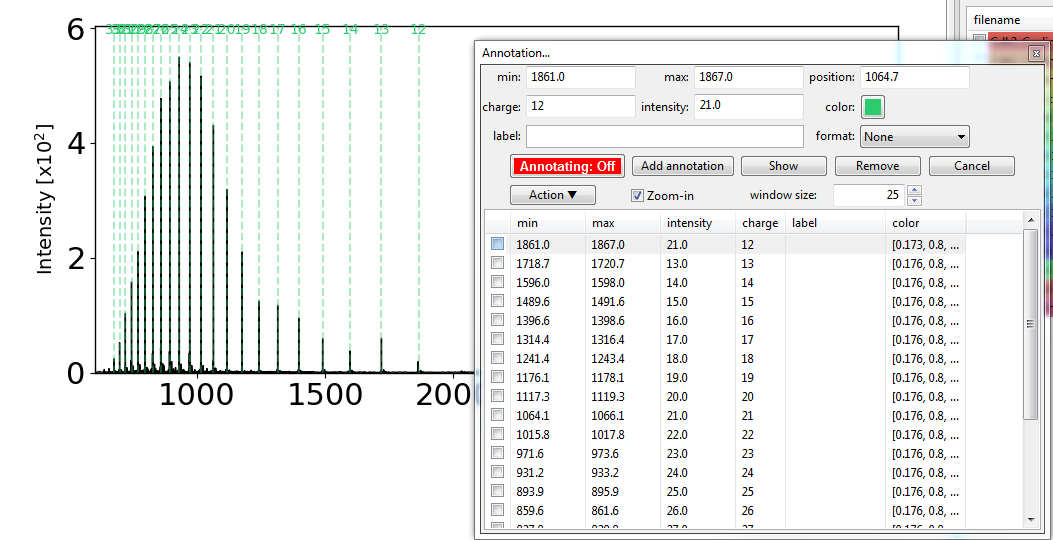 filename
Annotation...
min: 1861.0 max: 1867.0 position: 1064.7
charge: 12 intensity: 21.0 color:
label: format: None
Annotating: Off Add annotation Show Remove Cancel
Action ▼ Zoom-in window size: 25
min max intensity charge label color
1861.0 1867.0 21.0 12 [0.173, 0.8, ...
1718.7 1720.7 13.0 13 [0.176, 0.8, ...
1596.0 1598.0 14.0 14 [0.176, 0.8, ...
1489.6 1491.6 15.0 15 [0.176, 0.8, ...
1396.6 1398.6 16.0 16 [0.176, 0.8, ...
1314.4 1316.4 17.0 17 [0.176, 0.8, ...
1241.4 1243.4 18.0 18 [0.176, 0.8, ...
1176.1 1178.1 19.0 19 [0.176, 0.8, ...
1117.3 1119.3 20.0 20 [0.176, 0.8, ...
1064.1 1066.1 21.0 21 [0.176, 0.8, ...
1015.8 1017.8 22.0 22 [0.176, 0.8, ...
971.6 973.6 23.0 23 [0.176, 0.8, ...
931.2 933.2 24.0 24 [0.176, 0.8, ...
893.9 895.9 25.0 25 [0.176, 0.8, ...
859.6 861.6 26.0 26 [0.176, 0.8, ...
22 21 20 19 18 17 16 15 14 13 12
Intensity [x10²]
6
4
2
0
1000 1500 200